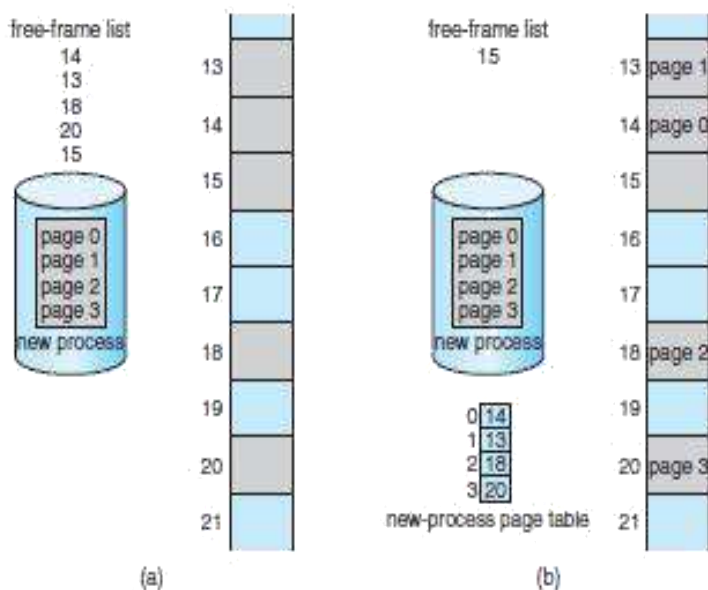 free-frame list
14
13
18
20
15
13
14
15
page 0
page 1
page 2
page 3
new process
16
17
18
19
20
21
(a)
free-frame list
15
13 page 1
14 page 0
15
page 0
page 1
page 2
page 3
new process
16
17
18 page 2
19
20 page 3
21
0 14
1 13
2 18
3 20
new-process page table
(b)